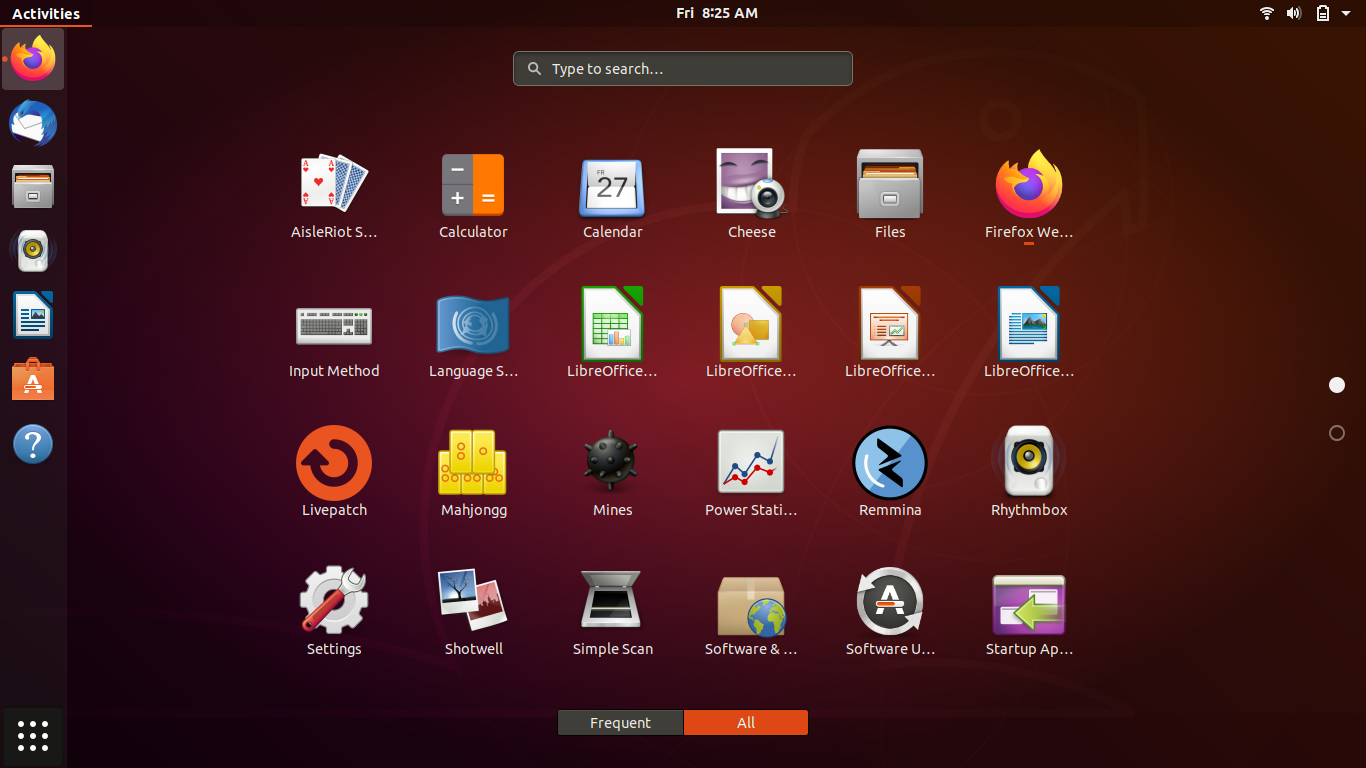 Activities
Fri 8:25 AM
Type to search...
FR
27
AisleRiot S...
Calculator
Calendar
Cheese
Files
Firefox We...
Input Method
Language S...
LibreOffice...
LibreOffice...
LibreOffice...
LibreOffice...
Livepatch
Mahjongg
Mines
Power Stati...
Remmina
Rhythmbox
Settings
Shotwell
Simple Scan
Software & ...
Software U...
Startup Ap...
Frequent
All